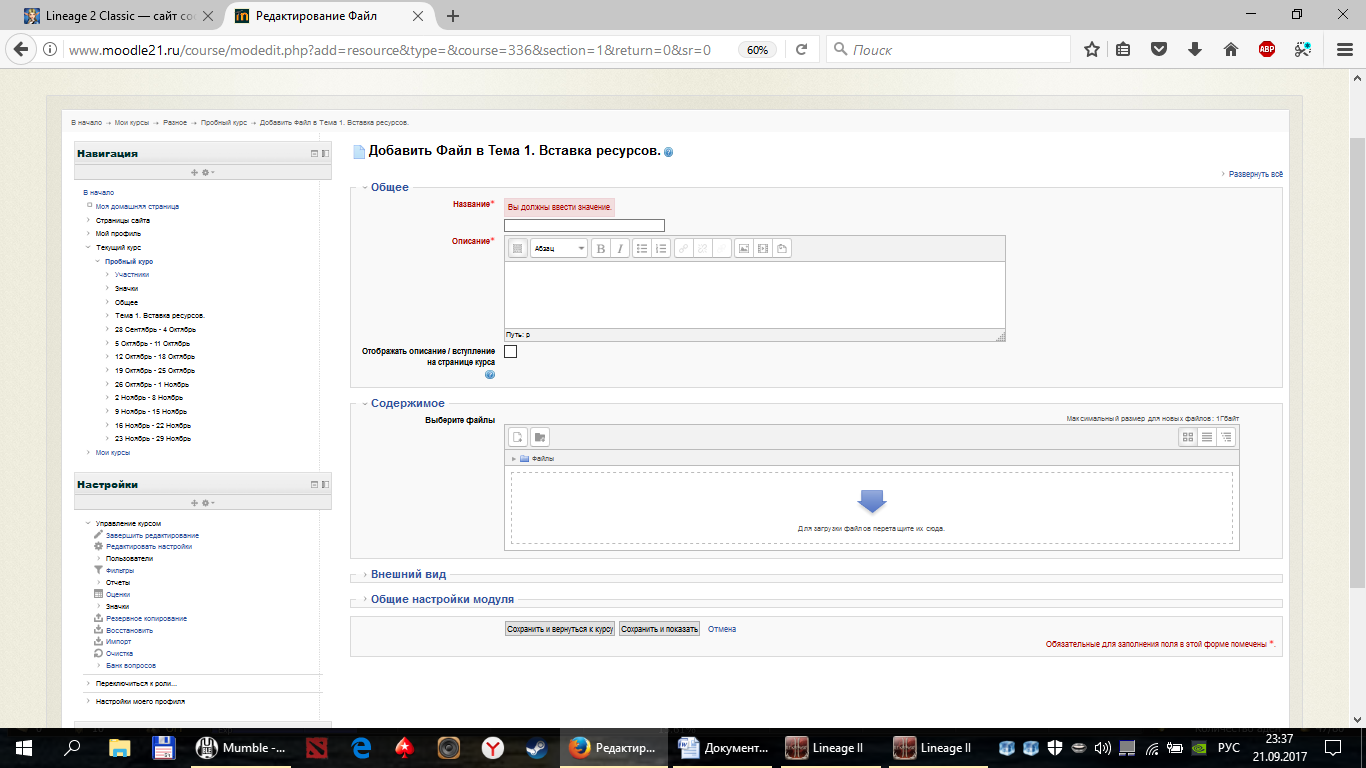 Lineage 2 Classic — сайт со
Редактирование Файл
www.moodle21.ru/course/modedit.php?add=resource&type=&course=336&section=1&return=0&sr=0
60%
Поиск
ABP
В начало → Мои курсы → Разное → Пробный курс → Добавить Файл в Тема 1. Вставка ресурсов.
Навигация
В начало
Моя домашняя страница
Страницы сайта
Мой профиль
Текущий курс
Пробный курс
Участники
Значки
Общее
Тема 1. Вставка ресурсов.
28 Сентябрь - 4 Октябрь
5 Октябрь - 11 Октябрь
12 Октябрь - 18 Октябрь
19 Октябрь - 25 Октябрь
26 Октябрь - 1 Ноябрь
2 Ноябрь - 8 Ноябрь
9 Ноябрь - 15 Ноябрь
16 Ноябрь - 22 Ноябрь
23 Ноябрь - 29 Ноябрь
Мои курсы
Настройки
Управление курсом
Завершить редактирование
Редактировать настройки
Пользователи
Фильтры
Отчеты
Оценки
Значки
Резервное копирование
Восстановить
Импорт
Очистка
Банк вопросов
Переключиться к роли...
Настройки моего профиля
Добавить Файл в Тема 1. Вставка ресурсов.
Развернуть всё
Общее
Название*
Вы должны ввести значение.
Описание*
Абзац
B I
Путь: p
Отображать описание / вступление
на странице курса
Содержимое
Выберите файлы
Максимальный размер для новых файлов: 1Гбайт
Файлы
Для загрузки файлов перетащите их сюда.
Внешний вид
Общие настройки модуля
Сохранить и вернуться к курсу
Сохранить и показать
Отмена
Обязательные для заполнения поля в этой форме помечены *.
Mumble -...
Редактир...
Документ...
Lineage II
Lineage II
РУС
23:37
21.09.2017